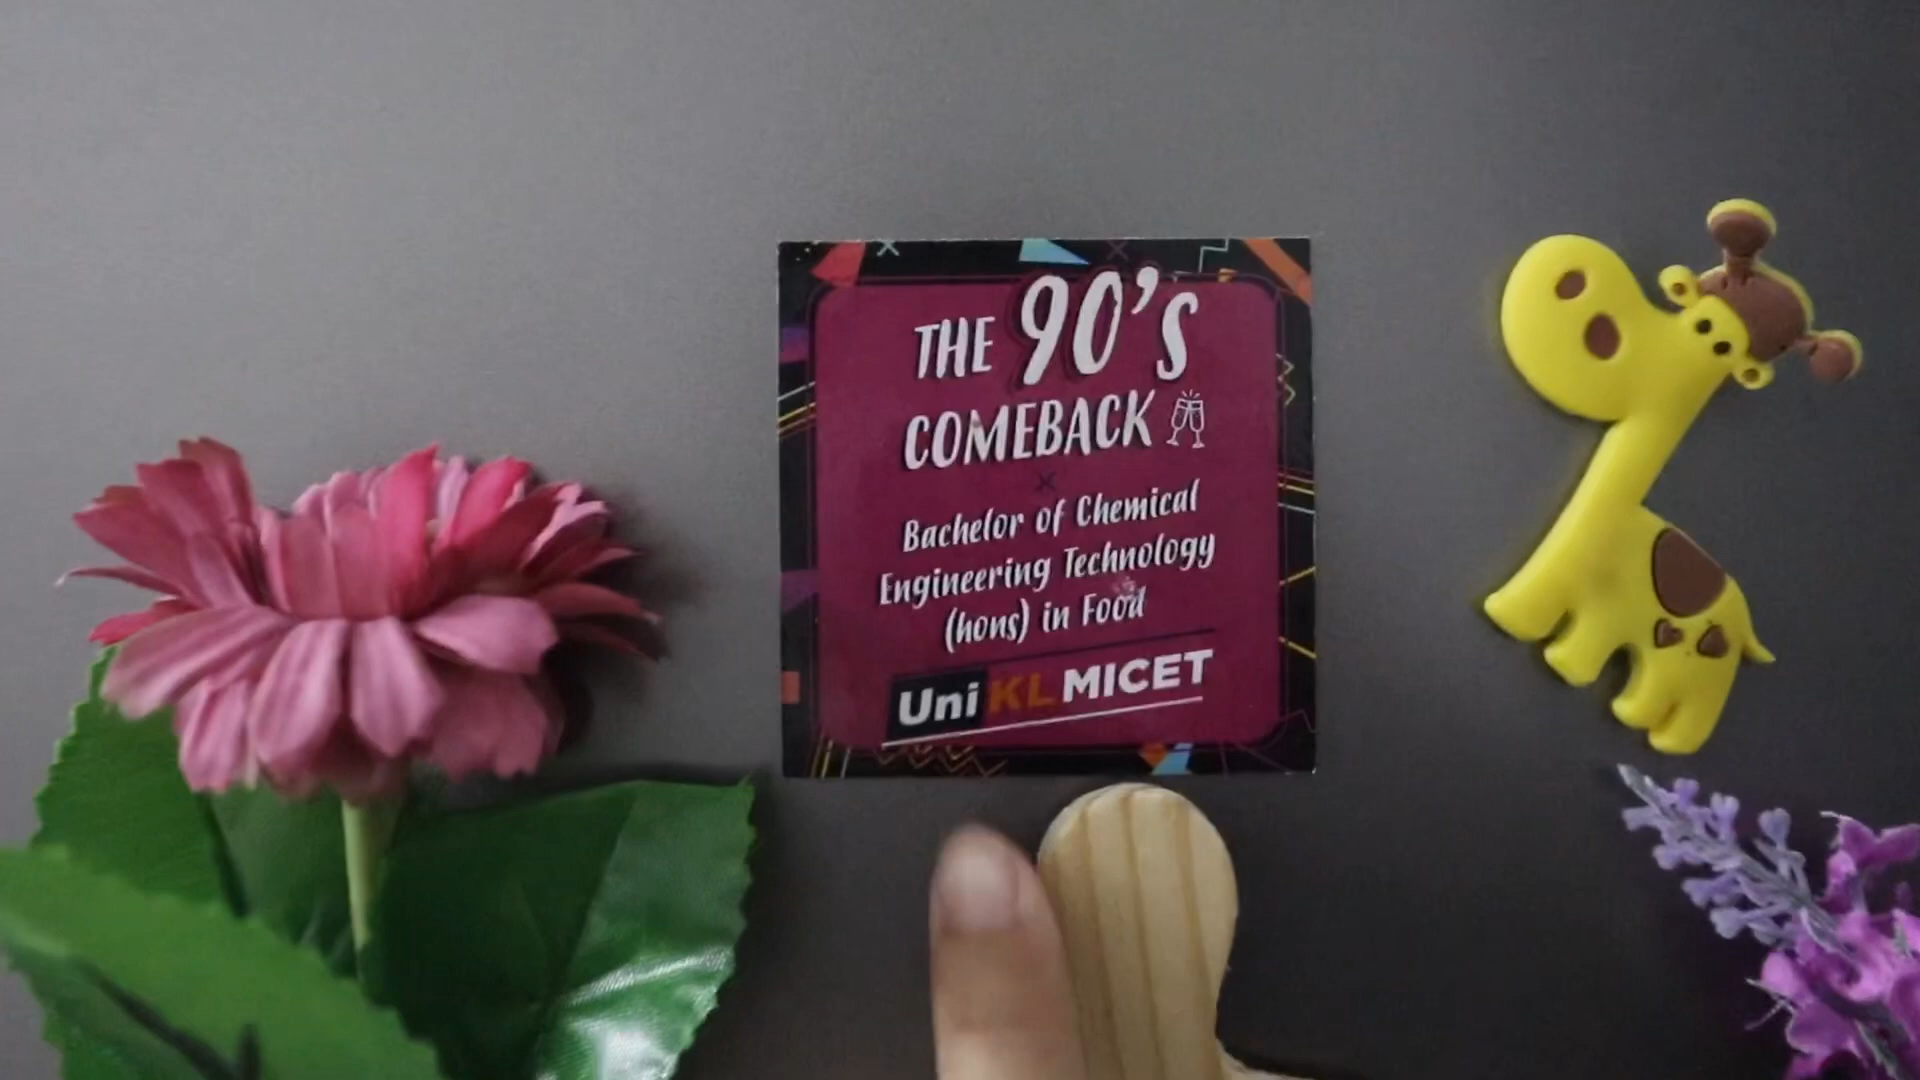 THE 90's
COMEBACK
Bachelor of Chemical
Engineering Technology
(hons) in Food
UniKL MICET